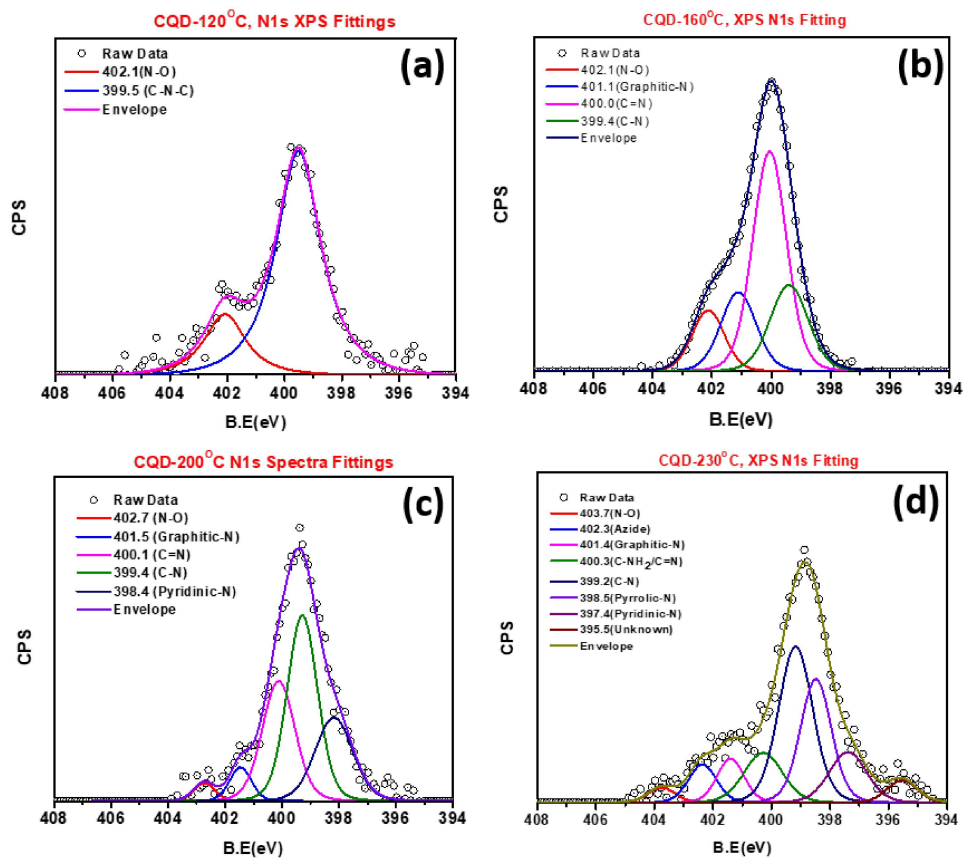 CQD-120°C, N1s XPS Fittings
(a)
Raw Data
402.1(N-O)
399.5 (C-N-C)
Envelope
CPS
408 406 404 402 400 398 396 394
B.E(eV)
CQD-160°C, XPS N1s Fitting
(b)
Raw Data
402.1(N-O)
401.1(Graphitic-N)
400.0(C=N)
399.4(C-N)
Envelope
CPS
408 406 404 402 400 398 396 394
B.E(eV)
CQD-200°C N1s Spectra Fittings
(c)
Raw Data
402.7 (N-O)
401.5 (Graphitic-N)
400.1 (C=N)
399.4 (C-N)
398.4 (Pyridinic-N)
Envelope
CPS
408 406 404 402 400 398 396 394
B.E(eV)
CQD-230°C, XPS N1s Fitting
(d)
Raw Data
403.7(N-O)
402.3(Azide)
401.4(Graphitic-N)
400.3(C-NH₂/C=N)
399.2(C-N)
398.5(Pyrrolic-N)
397.4(Pyridinic-N)
395.5(Unknown)
Envelope
CPS
408 406 404 402 400 398 396 394
B.E(eV)